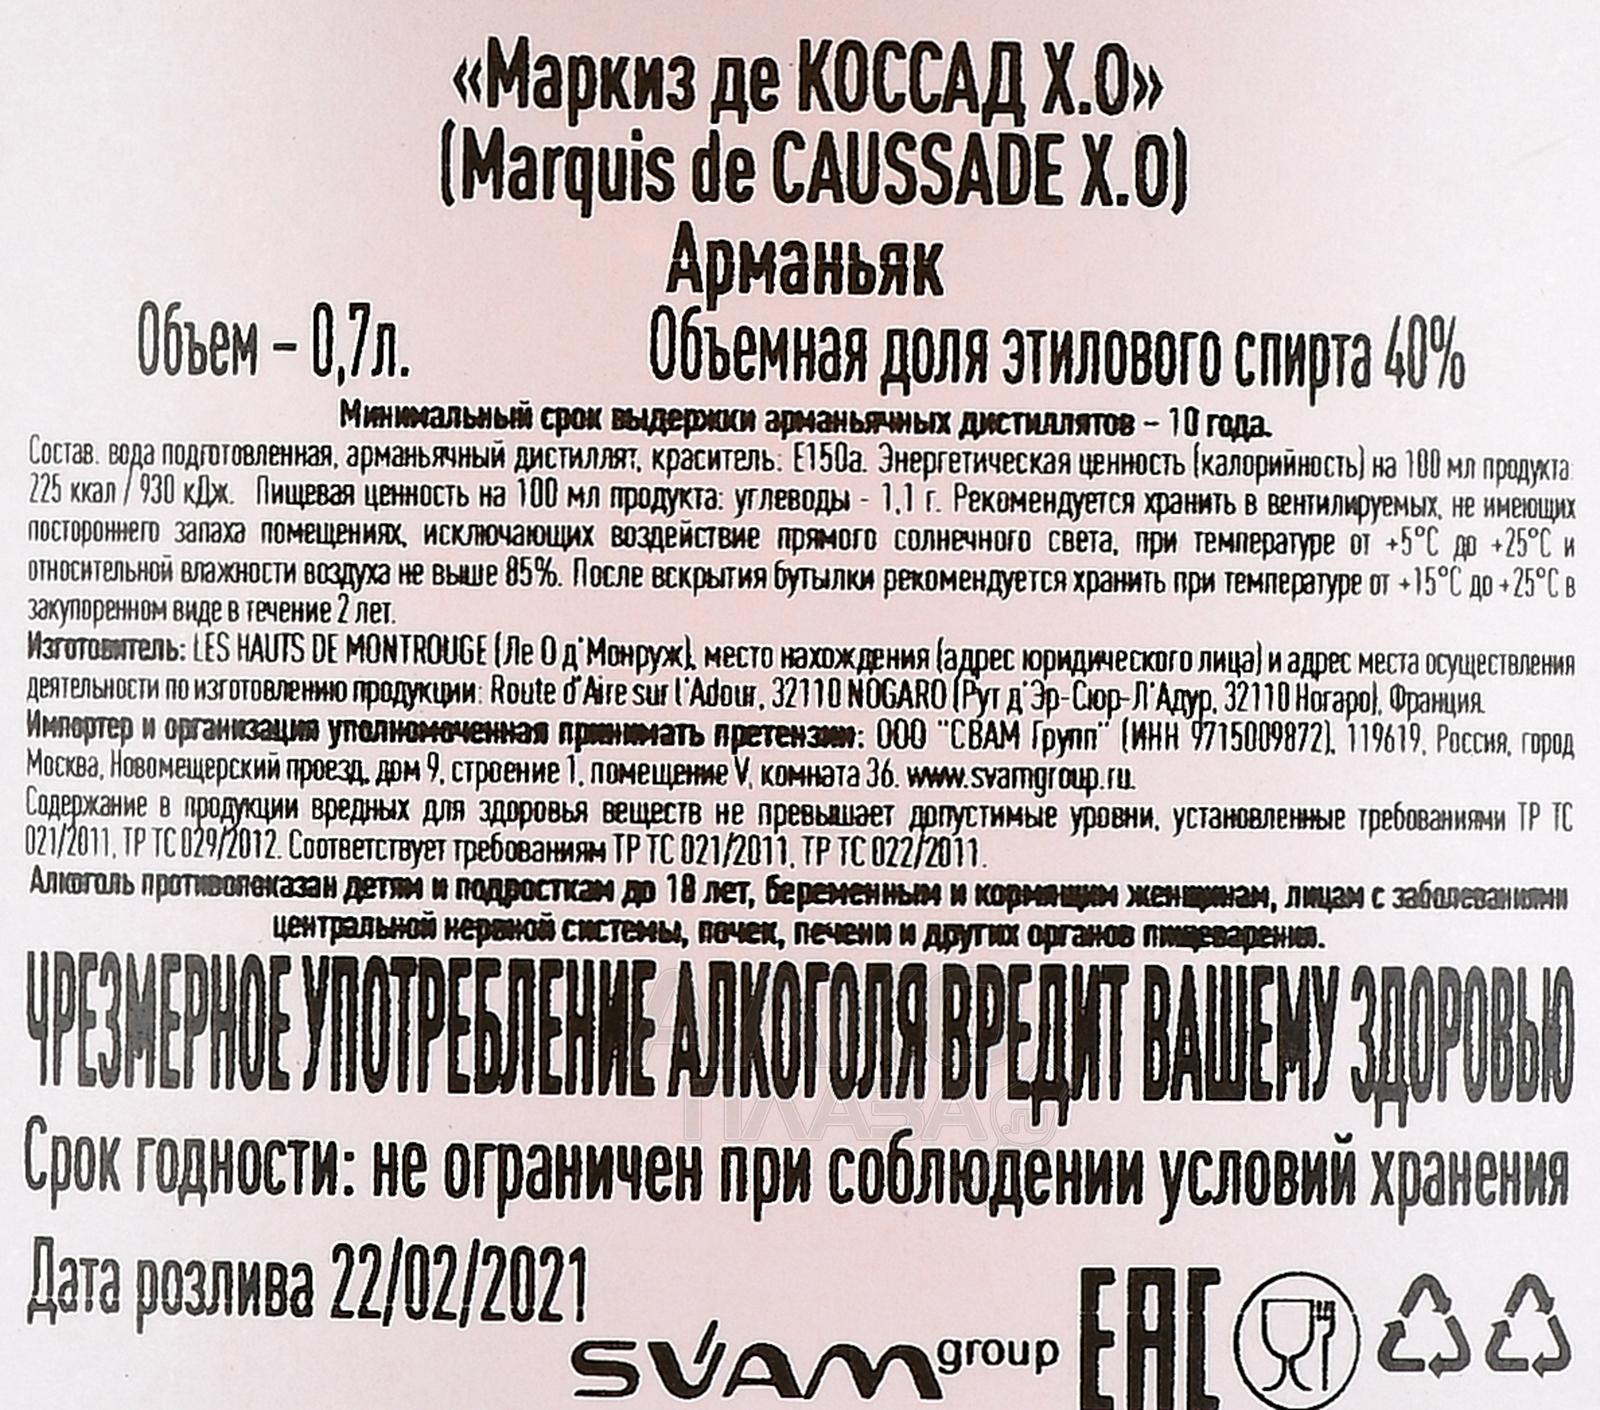 «Маркиз де КОССАД Х.О»
(Marquis de CAUSSADE X.O)
Арманьяк
Объем – 0,7л. Объемная доля этилового спирта 40%
Минимальный срок выдержки арманьячных дистиллятов – 10 года.
Состав: вода подготовленная, арманьячный дистиллят, краситель: Е150а. Энергетическая ценность (калорийность) на 100 мл продукта:
225 ккал / 930 кДж. Пищевая ценность на 100 мл продукта: углеводы - 1,1 г. Рекомендуется хранить в вентилируемых, не имеющих
постороннего запаха помещениях, исключающих воздействие прямого солнечного света, при температуре от +5°С до +25°С и
относительной влажности воздуха не выше 85%. После вскрытия бутылки рекомендуется хранить при температуре от +15°С до +25°С в
закупоренном виде в течение 2 лет.
Изготовитель: LES HAUTS DE MONTROUGE (Ле О д'Монруж), место нахождения (адрес юридического лица) и адрес места осуществления
деятельности по изготовлению продукции: Route d'Aire sur l'Adour, 32110 NOGARO (Рут д'Эр-Сюр-Л'Адур, 32110 Ногаро), Франция.
Импортер и организация уполномоченная принимать претензии: ООО "СВАМ Групп" (ИНН 9715009872), 119619, Россия, город
Москва, Новомещерский проезд, дом 9, строение 1, помещение V, комната 36. www.svamgroup.ru.
Содержание в продукции вредных для здоровья веществ не превышает допустимые уровни, установленные требованиями ТР ТС
021/2011, ТР ТС 029/2012. Соответствует требованиям ТР ТС 021/2011, ТР ТС 022/2011.
Алкоголь противопоказан детям и подросткам до 18 лет, беременным и кормящим женщинам, лицам с заболеваниями
центральной нервной системы, почек, печени и других органов пищеварения.
ЧРЕЗМЕРНОЕ УПОТРЕБЛЕНИЕ АЛКОГОЛЯ ВРЕДИТ ВАШЕМУ ЗДОРОВЬЮ
АЛКО
ПЛАЗА.ru
Срок годности: не ограничен при соблюдении условий хранения
Дата розлива 22/02/2021
SVAM group EAC